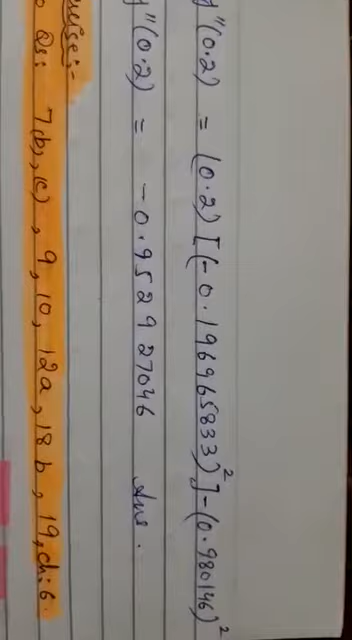 y''(0.2) = (0.2)[(-0.196965833)²]-(0.980146)²
y''(0.2) = -0.952927046 Ans.
Qs: 7(b),(c), 9, 10, 12a, 18b, 19, ch:6